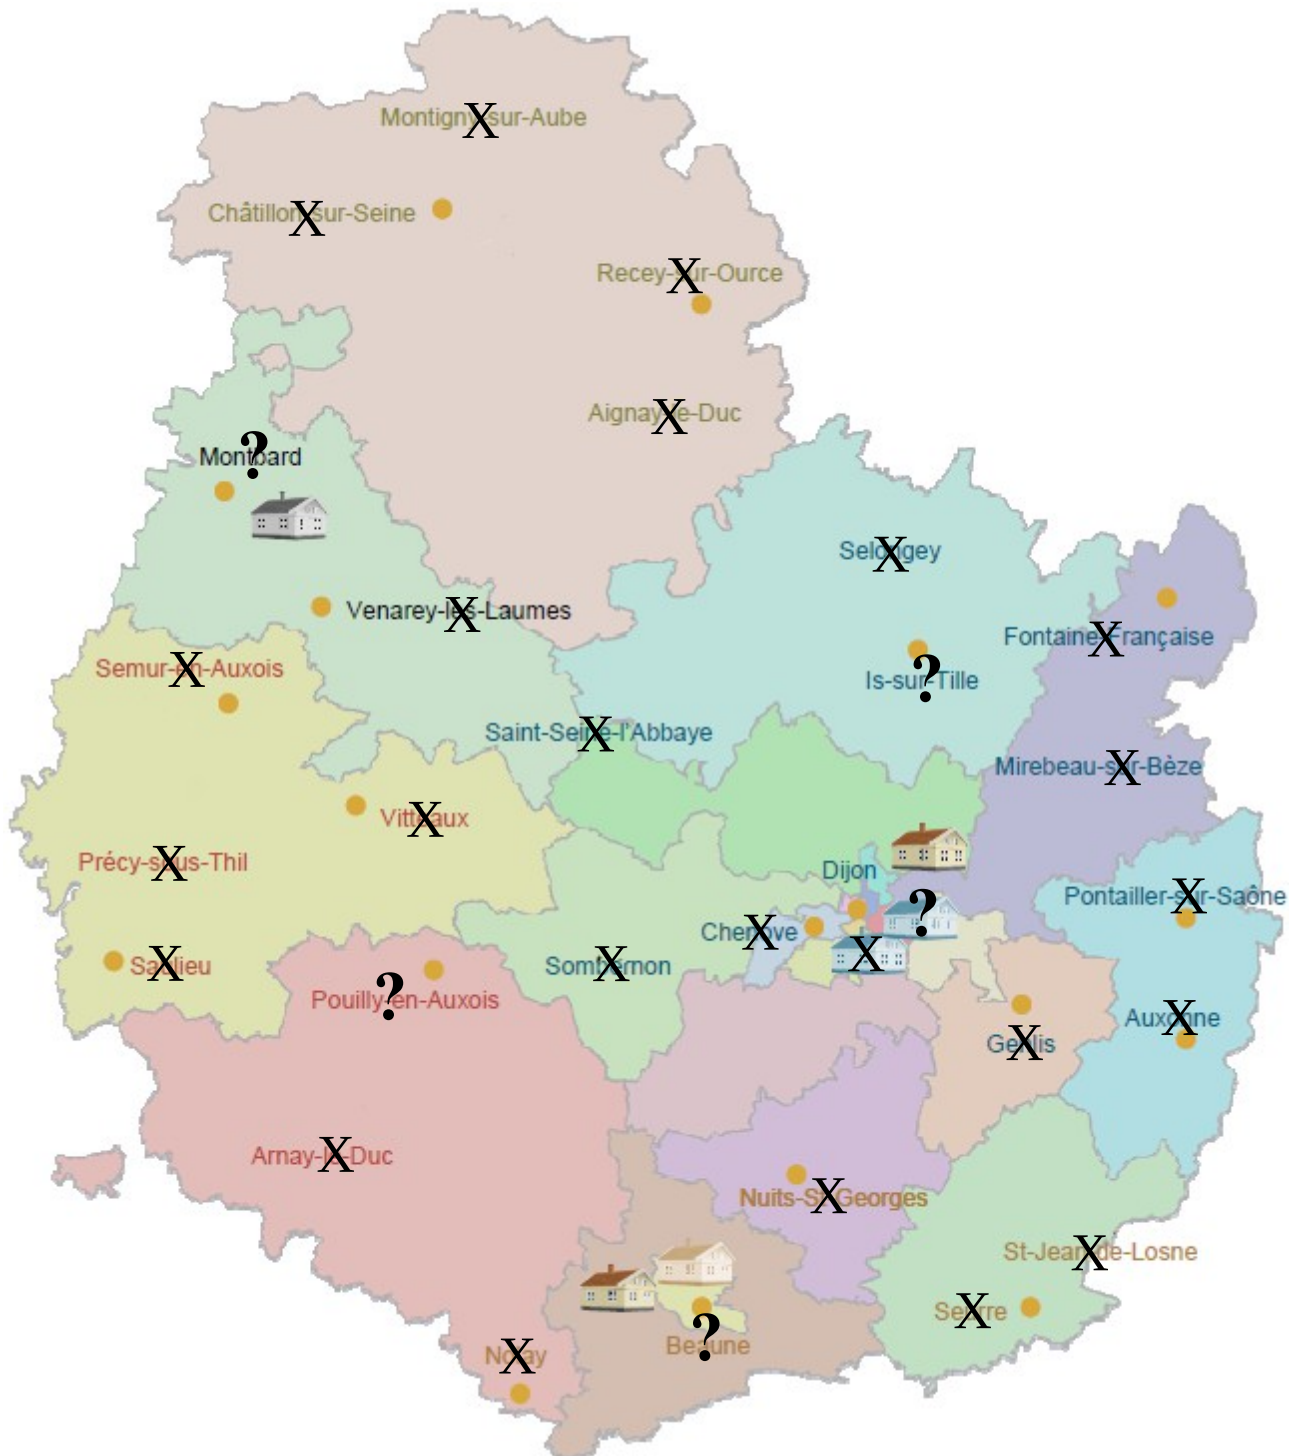 Montigny-sur-Aube
X
Châtillon-sur-Seine
X
Recey-sur-Ource
X
Aignay-le-Duc
X
Montbard
?
Selongey
X
Venarey-les-Laumes
X
Fontaine-Française
X
Semur-en-Auxois
X
Is-sur-Tille
?
Saint-Seine-l'Abbaye
X
Mirebeau-sur-Bèze
X
Vitteaux
X
Précy-sous-Thil
X
Dijon
?
Pontailler-sur-Saône
X
Chenove
X
X
Saulieu
X
Sombernon
X
Pouilly-en-Auxois
?
Auxonne
X
Genlis
X
Arnay-le-Duc
X
Nuits-St-Georges
X
St-Jean-de-Losne
X
Seurre
X
Beaune
?
Nolay
X